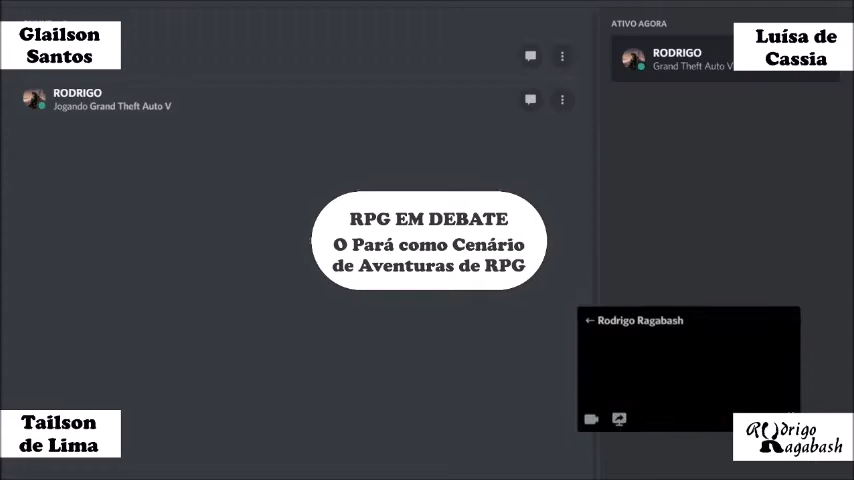 Glailson
Santos
ATIVO AGORA
RODRIGO
Grand Theft Auto V
Luísa de
Cassia
RODRIGO
Jogando Grand Theft Auto V
RPG EM DEBATE
O Pará como Cenário
de Aventuras de RPG
← Rodrigo Ragabash
Taílson
de Lima
Rodrigo
Ragabash